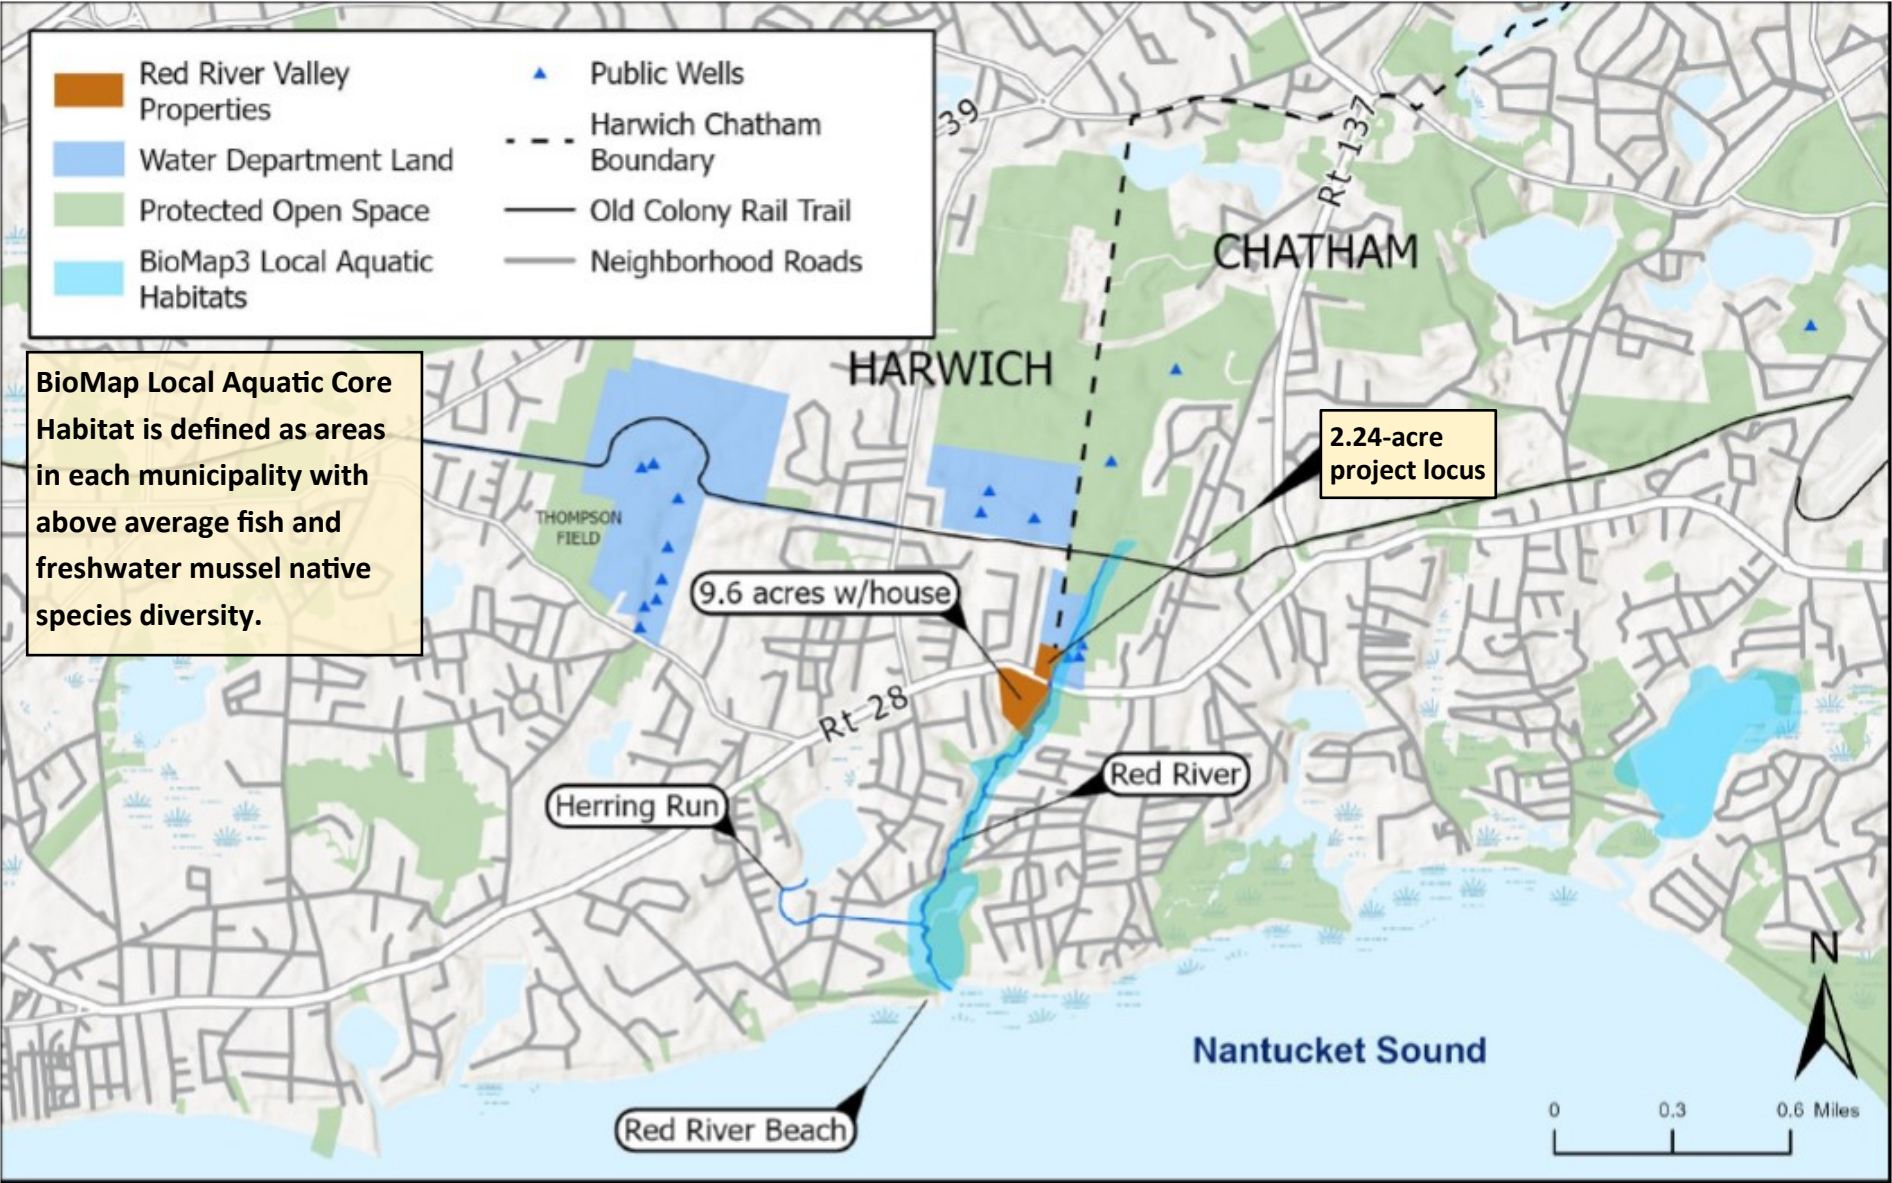 Red River Valley
Properties
Water Department Land
Protected Open Space
BioMap3 Local Aquatic
Habitats
Public Wells
Harwich Chatham
Boundary
Old Colony Rail Trail
Neighborhood Roads
39
Rt 137
CHATHAM
HARWICH
BioMap Local Aquatic Core
Habitat is defined as areas
in each municipality with
above average fish and
freshwater mussel native
species diversity.
2.24-acre
project locus
THOMPSON
FIELD
9.6 acres w/house
Rt 28
Red River
Herring Run
N
Nantucket Sound
Red River Beach
0 0.3 0.6 Miles